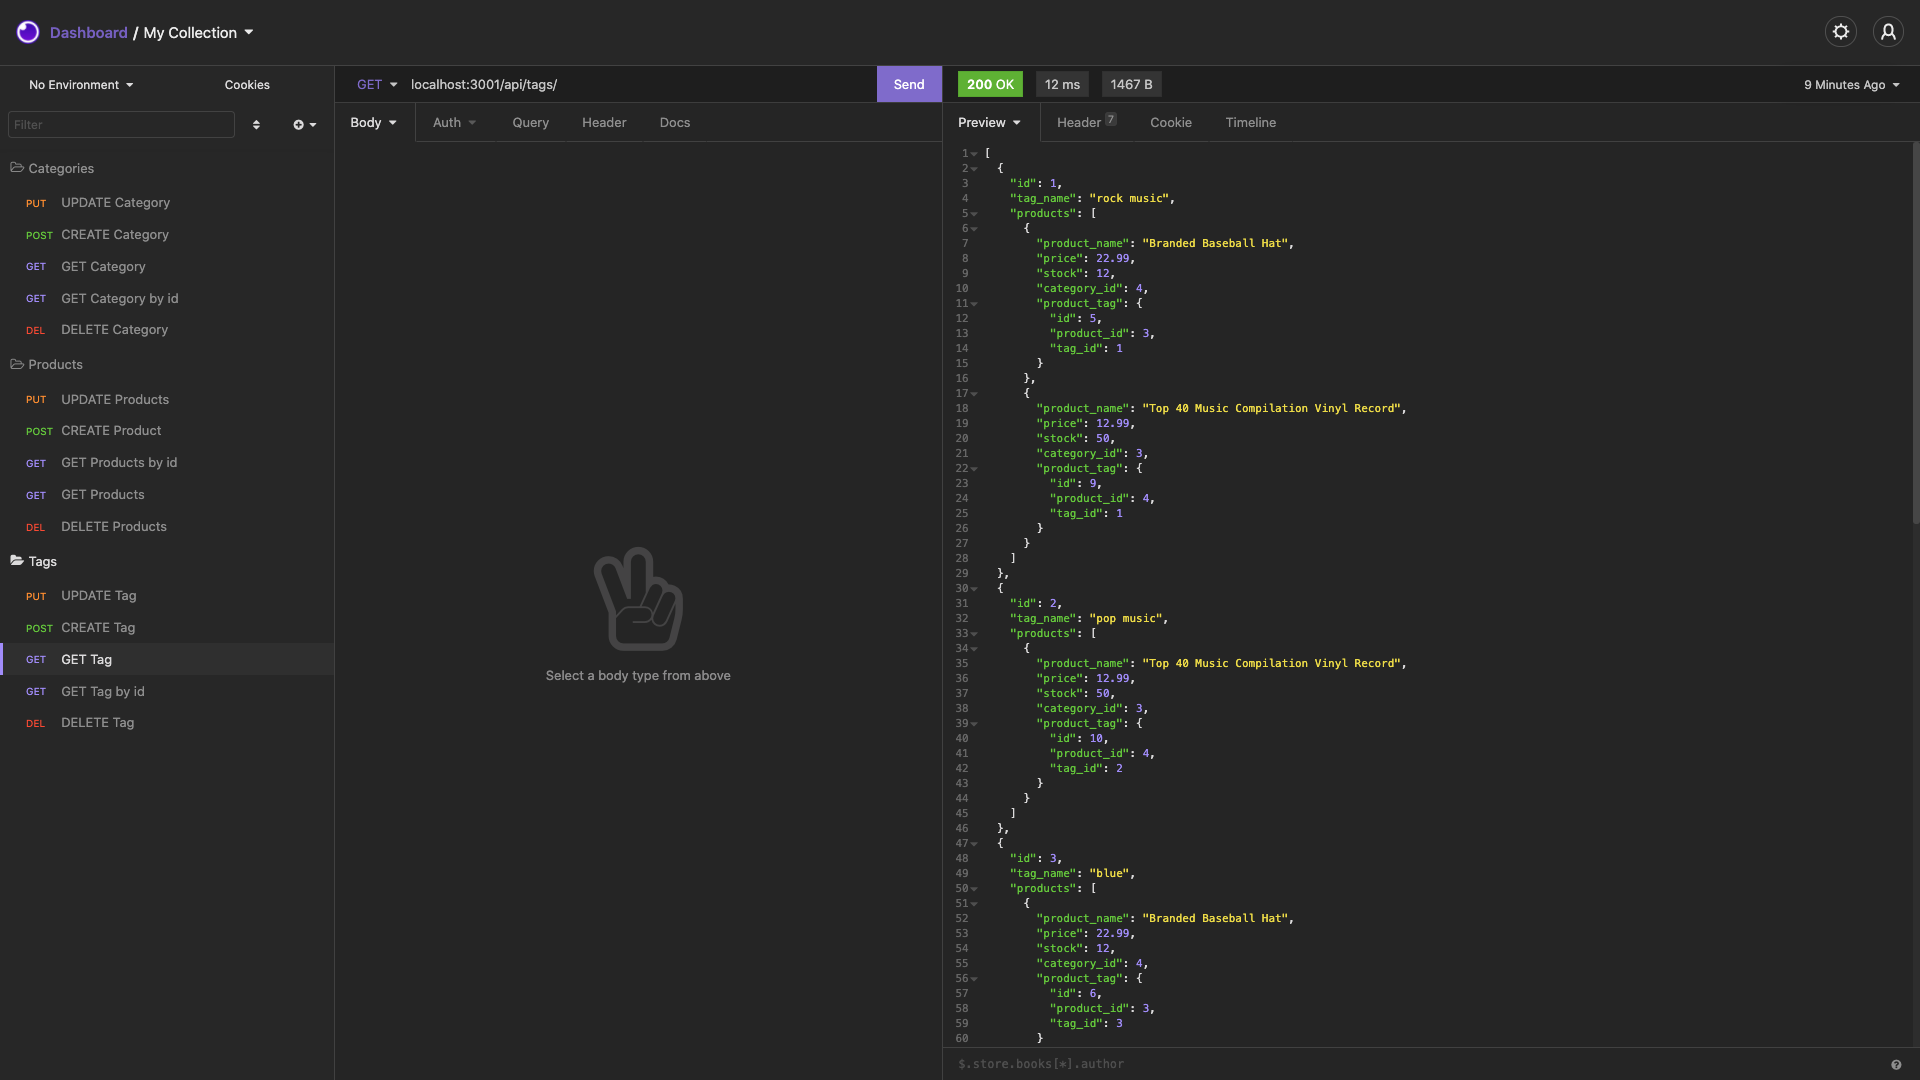 Dashboard / My Collection
No Environment
Cookies
Filter
Categories
PUT UPDATE Category
POST CREATE Category
GET GET Category
GET GET Category by id
DEL DELETE Category
Products
PUT UPDATE Products
POST CREATE Product
GET GET Products by id
GET GET Products
DEL DELETE Products
Tags
PUT UPDATE Tag
POST CREATE Tag
GET GET Tag
GET GET Tag by id
DEL DELETE Tag
GET localhost:3001/api/tags/ Send
Body Auth Query Header Docs
Select a body type from above
200 OK 12 ms 1467 B 9 Minutes Ago
Preview Header 7 Cookie Timeline
1 [
2 {
3 "id": 1,
4 "tag_name": "rock music",
5 "products": [
6 {
7 "product_name": "Branded Baseball Hat",
8 "price": 22.99,
9 "stock": 12,
10 "category_id": 4,
11 "product_tag": {
12 "id": 5,
13 "product_id": 3,
14 "tag_id": 1
15 }
16 },
17 {
18 "product_name": "Top 40 Music Compilation Vinyl Record",
19 "price": 12.99,
20 "stock": 50,
21 "category_id": 3,
22 "product_tag": {
23 "id": 9,
24 "product_id": 4,
25 "tag_id": 1
26 }
27 }
28 ]
29 },
30 {
31 "id": 2,
32 "tag_name": "pop music",
33 "products": [
34 {
35 "product_name": "Top 40 Music Compilation Vinyl Record",
36 "price": 12.99,
37 "stock": 50,
38 "category_id": 3,
39 "product_tag": {
40 "id": 10,
41 "product_id": 4,
42 "tag_id": 2
43 }
44 }
45 ]
46 },
47 {
48 "id": 3,
49 "tag_name": "blue",
50 "products": [
51 {
52 "product_name": "Branded Baseball Hat",
53 "price": 22.99,
54 "stock": 12,
55 "category_id": 4,
56 "product_tag": {
57 "id": 6,
58 "product_id": 3,
59 "tag_id": 3
60 }
$.store.books[*].author